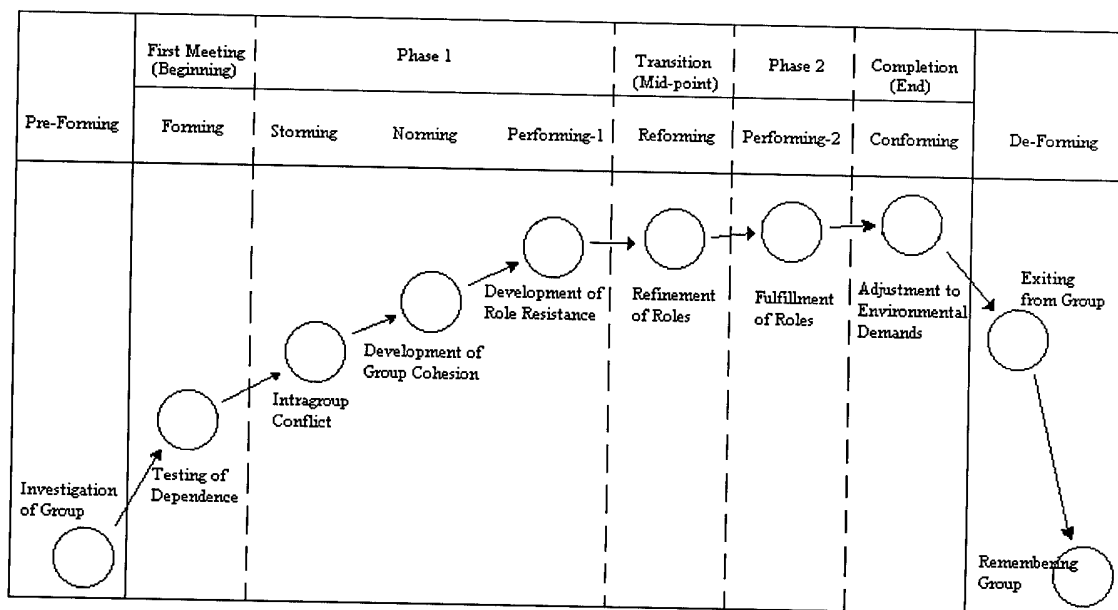 First Meeting
(Beginning)
Phase 1
Transition
(Mid-point)
Phase 2
Completion
(End)
Pre-Forming
Forming
Storming
Norming
Performing-1
Reforming
Performing-2
Conforming
De-Forming
Investigation
of Group
Testing of
Dependence
Intragroup
Conflict
Development of
Group Cohesion
Development of
Role Resistance
Refinement
of Roles
Fulfillment
of Roles
Adjustment to
Environmental
Demands
Exiting
from Group
Remembering
Group